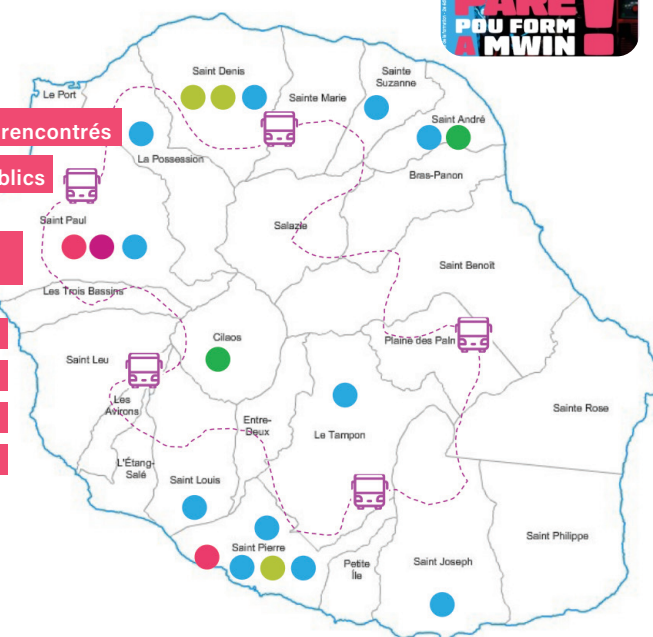 PARÉ
POU FORM
A MWIN !
Saint Denis
Sainte
Suzanne
Le Port
Sainte Marie
Saint André
rencontrés
La Possession
blics
Bras-Panon
Saint Paul
Salazie
Saint Benoît
Les Trois Bassins
Cilaos
Plaine des Paln
Saint Leu
Les
Avirons
Sainte Rose
Entre-
Deux
Le Tampon
L'Étang-
Salé
Saint Louis
Saint Philippe
Saint Pierre
Petite
Île
Saint Joseph